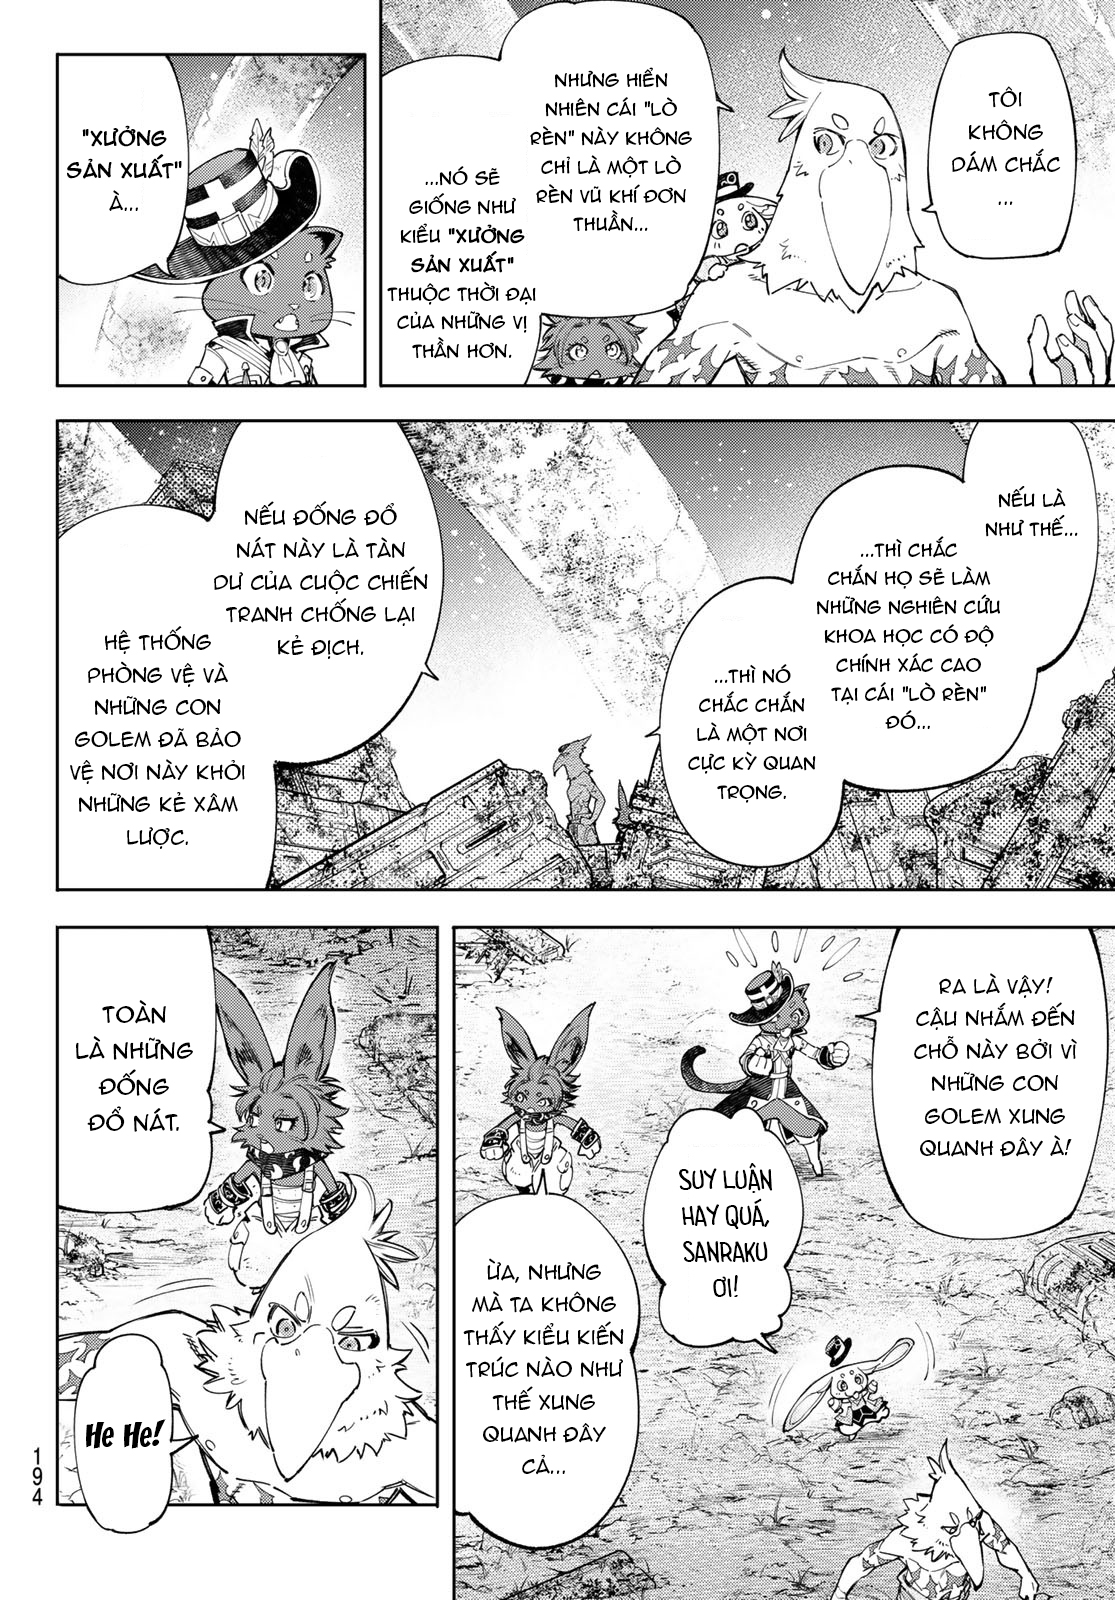 TÔI
KHÔNG
DÁM CHẮC
...
NHƯNG HIỂN
NHIÊN CÁI "LÒ
RÈN" NÀY KHÔNG
CHỈ LÀ MỘT LÒ
RÈN VŨ KHÍ ĐƠN
THUẦN...
...NÓ SẼ
GIỐNG NHƯ
KIỂU "XƯỞNG
SẢN XUẤT"
THUỘC THỜI ĐẠI
CỦA NHỮNG VỊ
THẦN HƠN.
"XƯỞNG
SẢN XUẤT"
À...
NẾU LÀ
NHƯ THẾ...
...THÌ CHẮC
CHẮN HỌ SẼ LÀM
NHỮNG NGHIÊN CỨU
KHOA HỌC CÓ ĐỘ
CHÍNH XÁC CAO
TẠI CÁI "LÒ RÈN"
ĐÓ...
...THÌ NÓ
CHẮC CHẮN
LÀ MỘT NƠI
CỰC KỲ QUAN
TRỌNG.
NẾU ĐỐNG ĐỔ
NÁT NÀY LÀ TÀN
DƯ CỦA CUỘC CHIẾN
TRANH CHỐNG LẠI
KẺ ĐỊCH.
HỆ THỐNG
PHÒNG VỆ VÀ
NHỮNG CON
GOLEM ĐÃ BẢO
VỆ NƠI NÀY KHỎI
NHỮNG KẺ XÂM
LƯỢC.
RA LÀ VẬY!
CẬU NHẮM ĐẾN
CHỖ NÀY BỞI VÌ
NHỮNG CON
GOLEM XUNG
QUANH ĐÂY À!
SUY LUẬN
HAY QUÁ,
SANRAKU
ƠI!
ỪA, NHƯNG
MÀ TA KHÔNG
THẤY KIỂU KIẾN
TRÚC NÀO NHƯ
THẾ XUNG
QUANH ĐÂY
CẢ...
TOÀN
LÀ NHỮNG
ĐỐNG
ĐỔ NÁT.
HE HE!
194